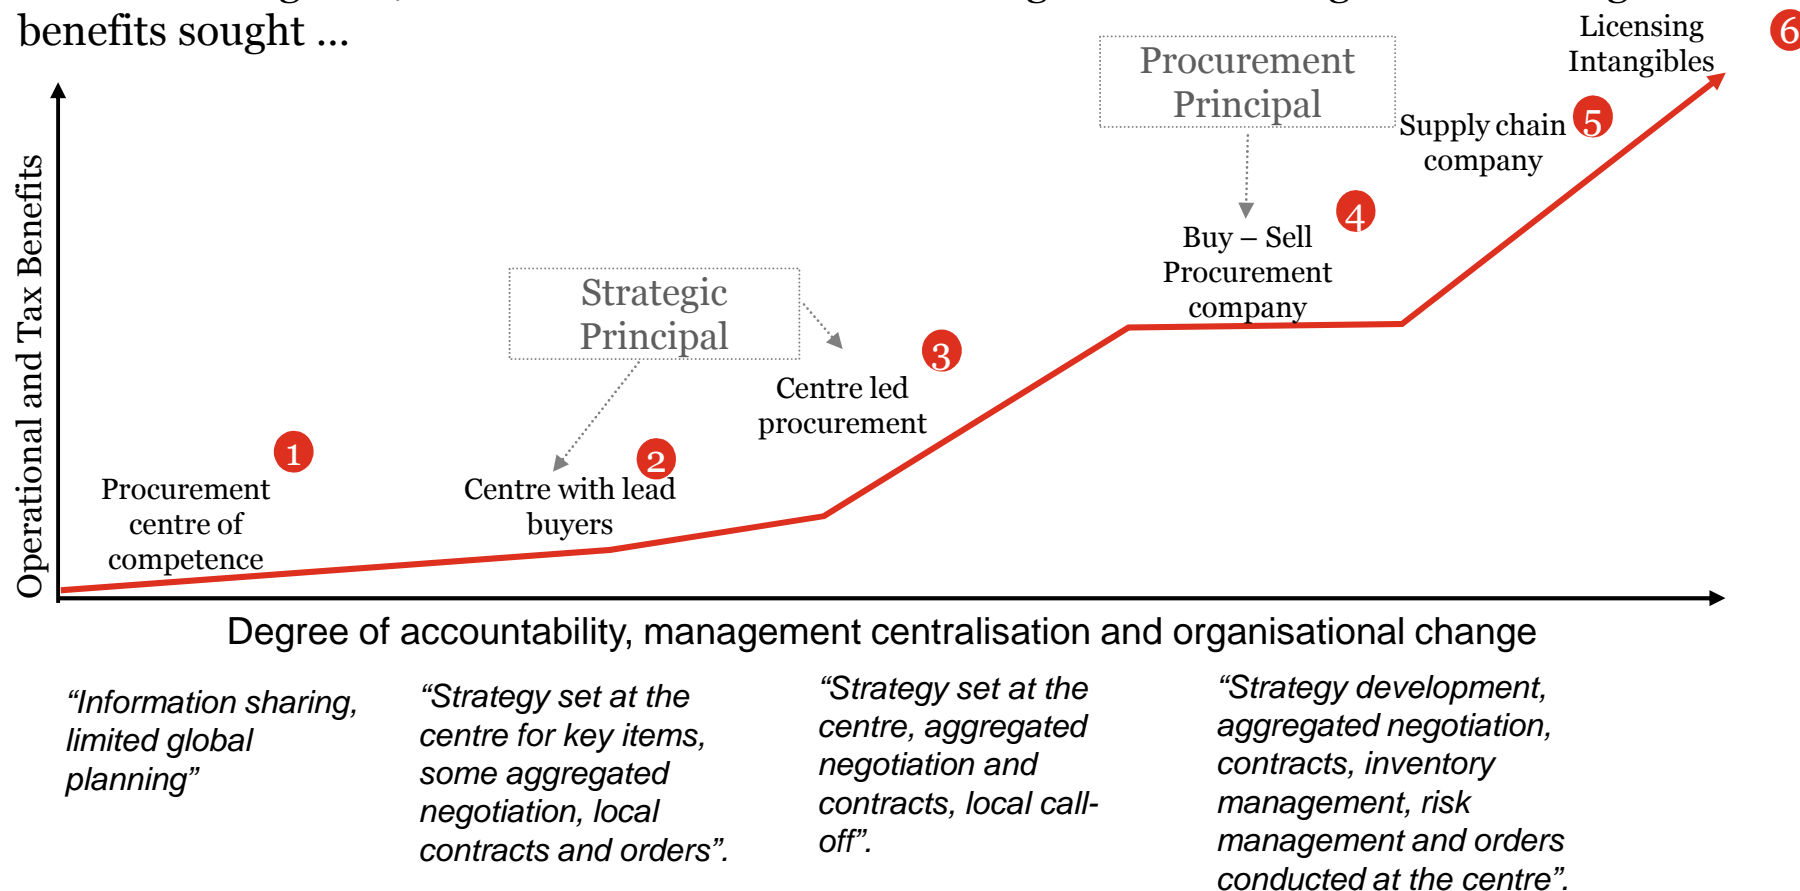 benefits sought ...
Licensing
Intangibles
6
Procurement
Principal
Supply chain
company
5
4
Buy – Sell
Procurement
company
Strategic
Principal
3
Centre led
procurement
1
2
Procurement
centre of
competence
Centre with lead
buyers
Operational and Tax Benefits
Degree of accountability, management centralisation and organisational change
“Information sharing,
limited global
planning”
“Strategy set at the
centre for key items,
some aggregated
negotiation, local
contracts and orders”.
“Strategy set at the
centre, aggregated
negotiation and
contracts, local call-
off”.
“Strategy development,
aggregated negotiation,
contracts, inventory
management, risk
management and orders
conducted at the centre”.